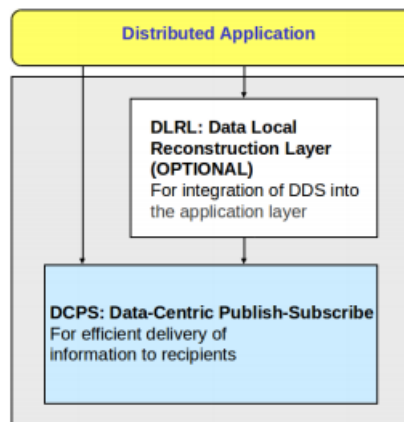 Distributed Application
DLRL: Data Local
Reconstruction Layer
(OPTIONAL)
For integration of DDS into
the application layer
DCPS: Data-Centric Publish-Subscribe
For efficient delivery of
information to recipients